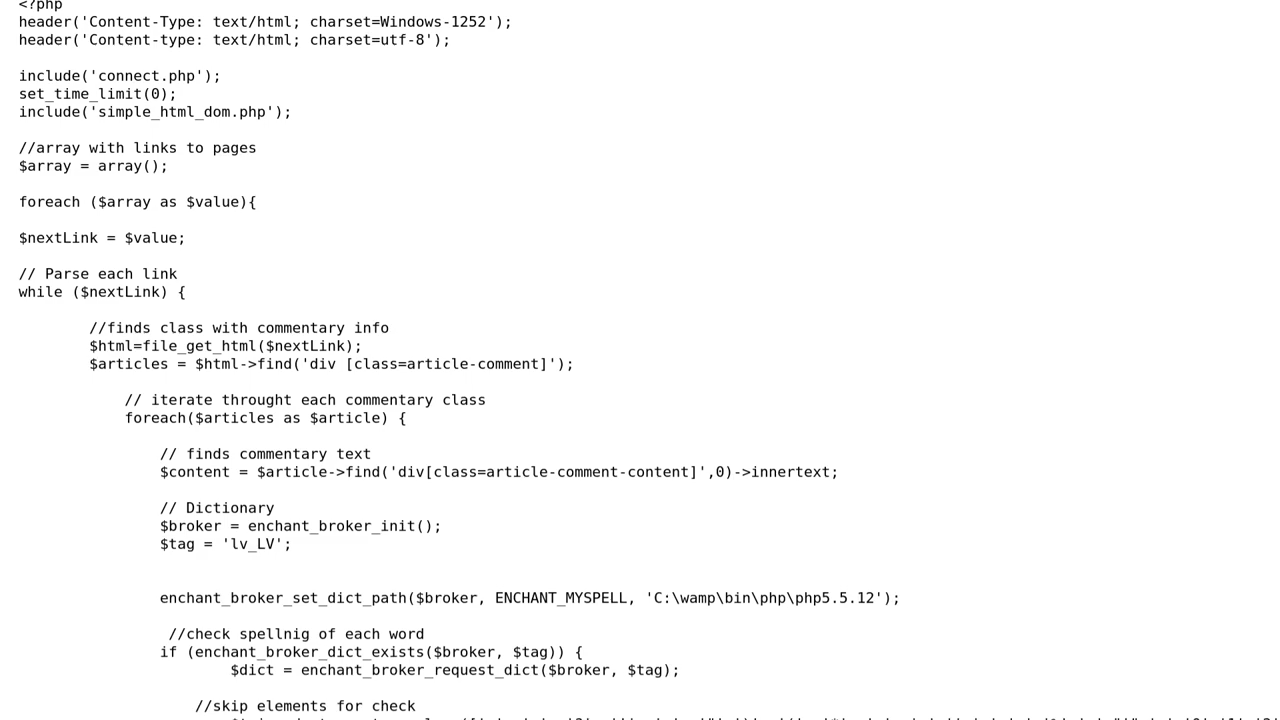 <?php
header('Content-Type: text/html; charset=Windows-1252');
header('Content-type: text/html; charset=utf-8');
include('connect.php');
set_time_limit(0);
include('simple_html_dom.php');
//array with links to pages
$array = array();
foreach ($array as $value){
$nextLink = $value;
// Parse each link
while ($nextLink) {
//finds class with commentary info
$html=file_get_html($nextLink);
$articles = $html->find('div [class=article-comment]');
// iterate throught each commentary class
foreach($articles as $article) {
// finds commentary text
$content = $article->find('div[class=article-comment-content]',0)->innertext;
// Dictionary
$broker = enchant_broker_init();
$tag = 'lv_LV';
enchant_broker_set_dict_path($broker, ENCHANT_MYSPELL, 'C:\wamp\bin\php\php5.5.12');
//check spellnig of each word
if (enchant_broker_dict_exists($broker, $tag)) {
$dict = enchant_broker_request_dict($broker, $tag);
//skip elements for check